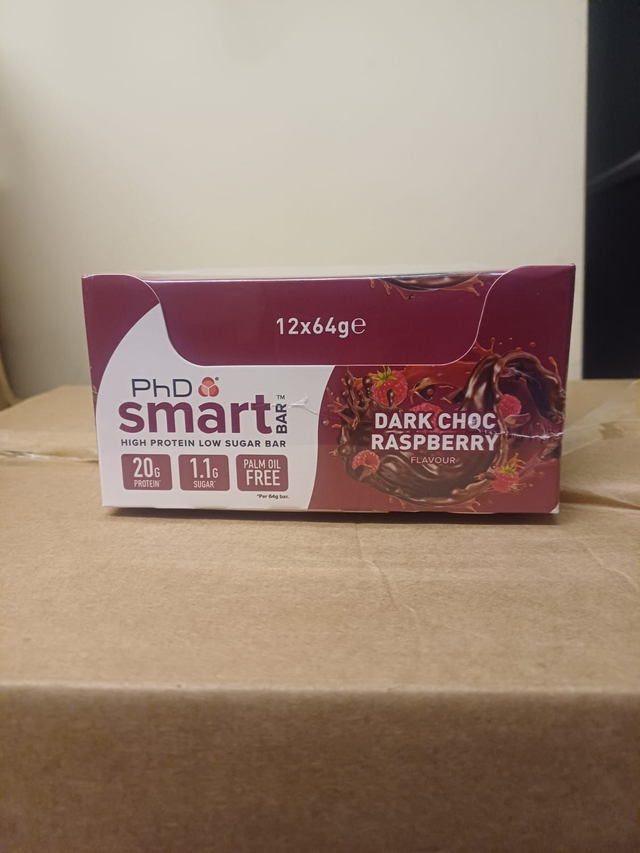 12x64g℮
PhD
smart BAR™
HIGH PROTEIN LOW SUGAR BAR
20G PROTEIN*
1.1G SUGAR*
PALM OIL FREE
*Per 64g bar.
DARK CHOC
RASPBERRY
FLAVOUR